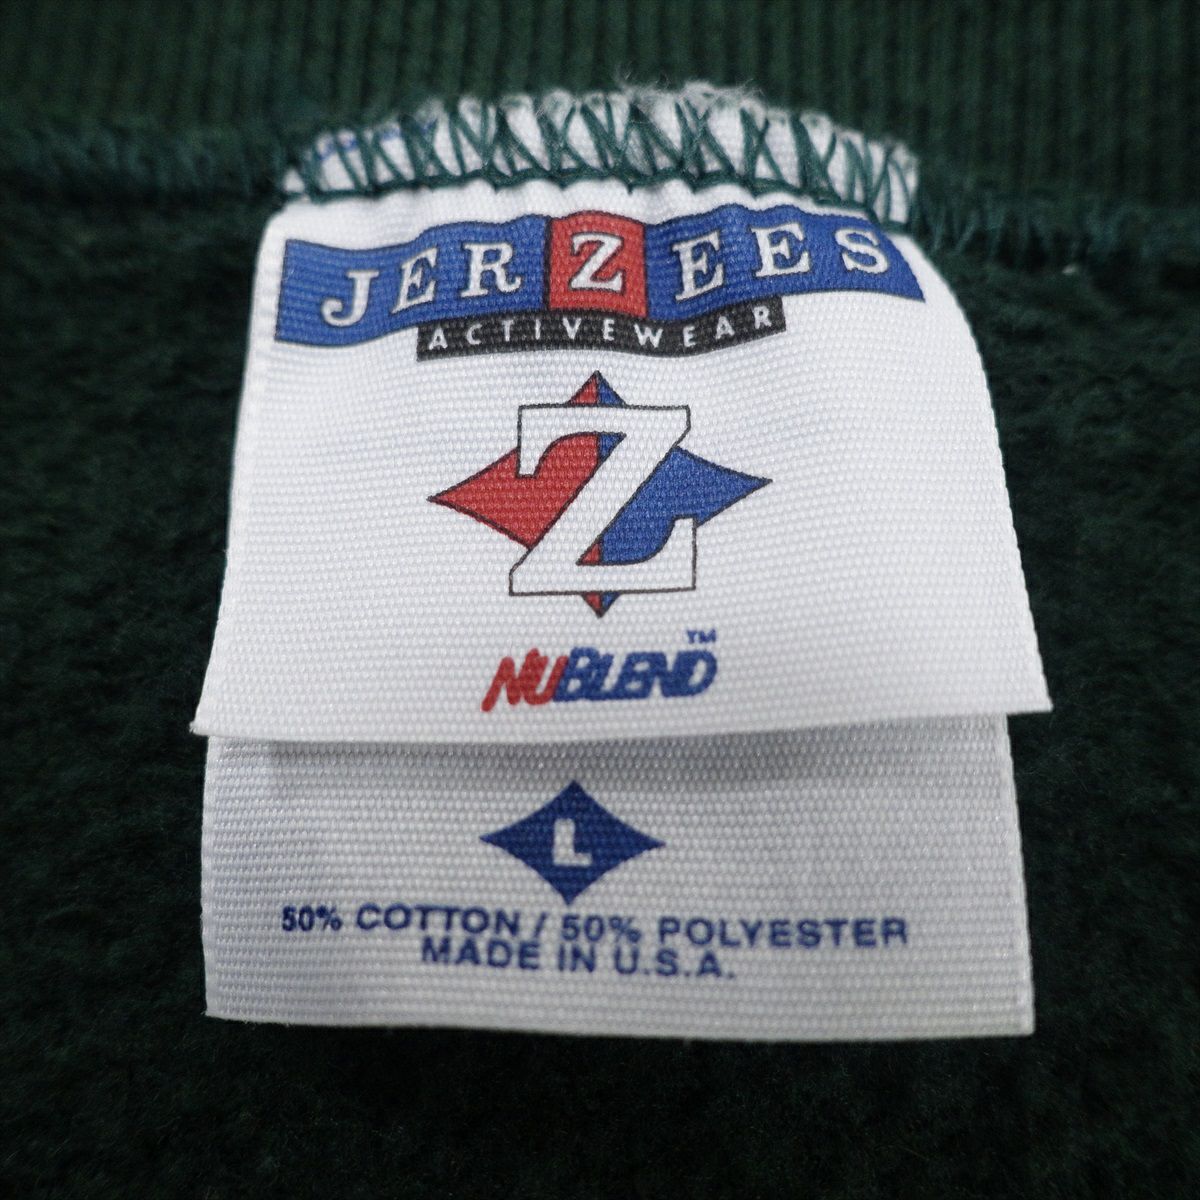 JERZEES
ACTIVEWEAR
Z
NUBLEND™
L
50% COTTON / 50% POLYESTER
MADE IN U.S.A.